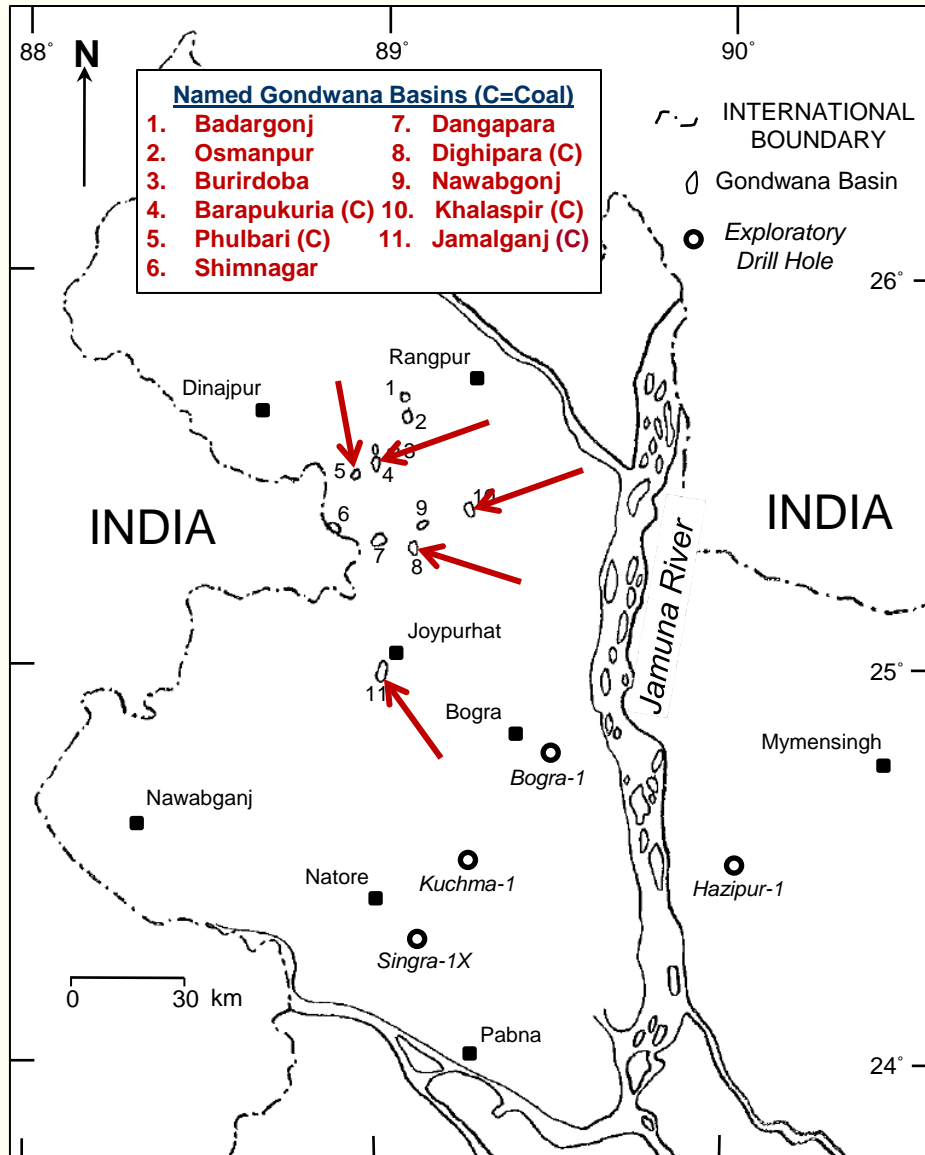 88°
89°
90°
N
Named Gondwana Basins (C=Coal)
1. Badargonj
2. Osmanpur
3. Burirdoba
4. Barapukuria (C)
5. Phulbari (C)
6. Shimnagar
7. Dangapara
8. Dighipara (C)
9. Nawabgonj
10. Khalaspir (C)
11. Jamalganj (C)
INTERNATIONAL
BOUNDARY
Gondwana Basin
Exploratory
Drill Hole
26°
Rangpur
Dinajpur
1
2
3
4
5
10
INDIA
6
9
INDIA
7
8
Jamuna River
Joypurhat
25°
11
Bogra
Bogra-1
Mymensingh
Nawabganj
Kuchma-1
Hazipur-1
Natore
Singra-1X
0 30 km
Pabna
24°